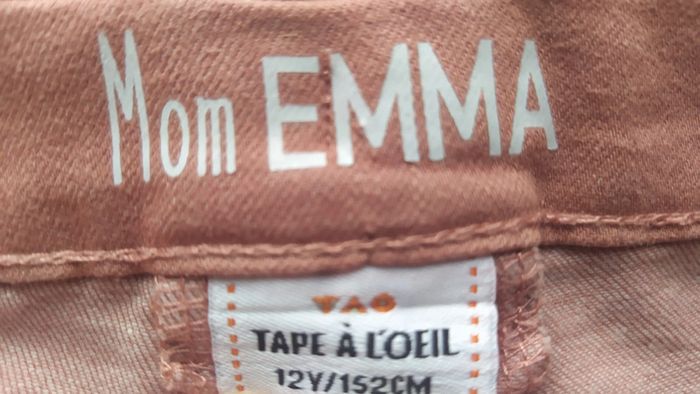 Mom EMMA
TAO
TAPE À L'OEIL
12Y/152CM